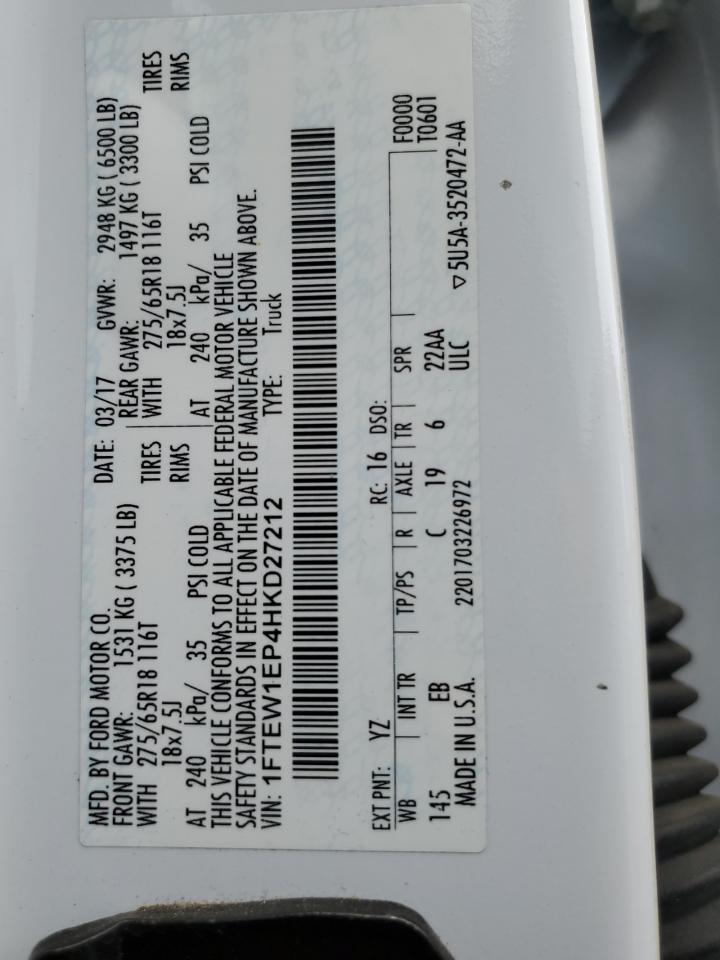 MFD. BY FORD MOTOR CO. DATE: 03/17 GVWR: 2948 KG ( 6500 LB)
FRONT GAWR: 1531 KG ( 3375 LB) REAR GAWR: 1497 KG ( 3300 LB)
WITH 275/65R18 116T TIRES WITH 275/65R18 116T TIRES
18x7.5J RIMS 18x7.5J RIMS
AT 240 kPa/ 35 PSI COLD AT 240 kPa/ 35 PSI COLD
THIS VEHICLE CONFORMS TO ALL APPLICABLE FEDERAL MOTOR VEHICLE
SAFETY STANDARDS IN EFFECT ON THE DATE OF MANUFACTURE SHOWN ABOVE.
VIN: 1FTEW1EP4HKD27212 TYPE: Truck
EXT PNT: YZ RC: 16 DSO: F0000
WB INT TR TP/PS R AXLE TR SPR T0601
145 EB C 19 6 22AA
ULC
MADE IN U.S.A. 2201703226972 ▽5U5A-3520472-AA